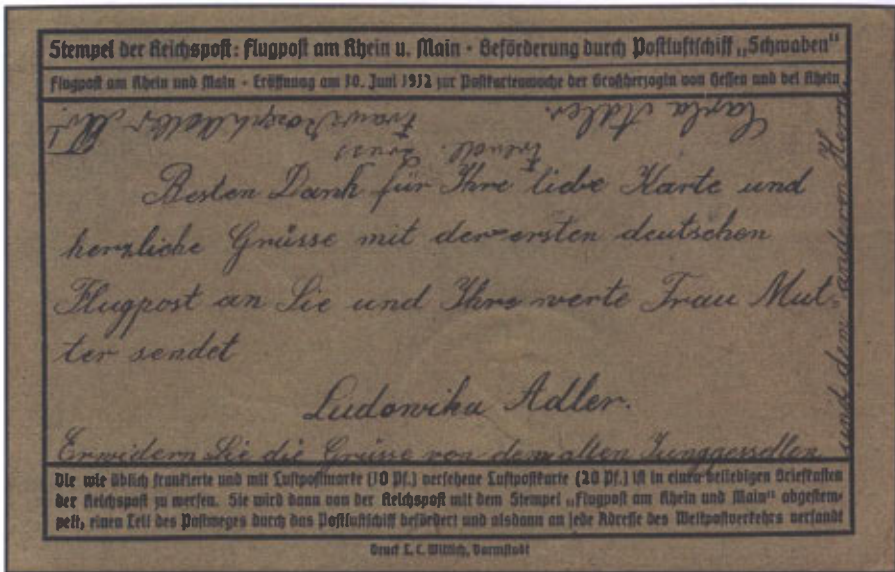 Stempel der Reichspost: Flugpost am Rhein u. Main - Beförderung durch Postluftschiff „Schwaben“
Flugpost am Rhein und Main - Eröffnung am 10. Juni 1912 zur Postkartenwoche der Großherzogin von Hessen und bei Rhein
Carla Adler.
Freundl. Gruss
Besten Dank für Ihre liebe Karte und
herzliche Grüsse mit der ersten deutschen
Flugpost an Sie und Ihre werte Frau Mut-
ter sendet
Ludowika Adler.
Erwidern Sie die Grüsse von dem alten Junggesellen
und dem anderen Herrn
Die wie üblich frankierte und mit Luftpostmarke (10 Pf.) versehene Luftpostkarte (20 Pf.) ist in einen beliebigen Briefkasten
der Reichspost zu werfen. Sie wird dann von der Reichspost mit dem Stempel „Flugpost am Rhein und Main“ abgestem-
pelt, einen Teil des Postweges durch das Postluftschiff befördert und alsdann an jede Adresse des Weltpostverkehrs versandt
Druck L. C. Wittich, Darmstadt